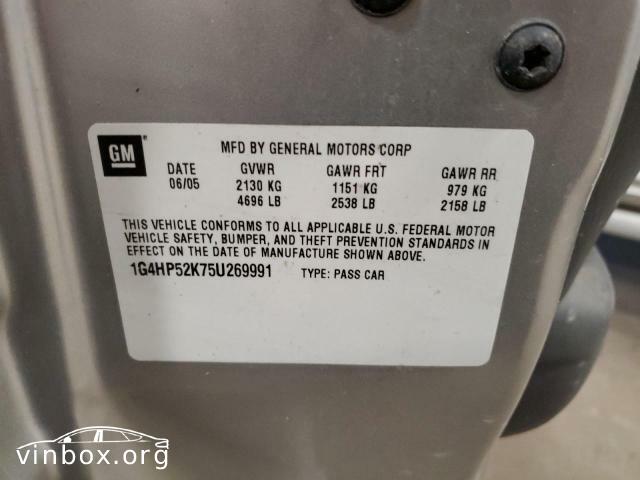 GM
MFD BY GENERAL MOTORS CORP
DATE GVWR GAWR FRT GAWR RR
06/05 2130 KG 1151 KG 979 KG
4696 LB 2538 LB 2158 LB
THIS VEHICLE CONFORMS TO ALL APPLICABLE U.S. FEDERAL MOTOR
VEHICLE SAFETY, BUMPER, AND THEFT PREVENTION STANDARDS IN
EFFECT ON THE DATE OF MANUFACTURE SHOWN ABOVE.
1G4HP52K75U269991 TYPE: PASS CAR
vinbox.org